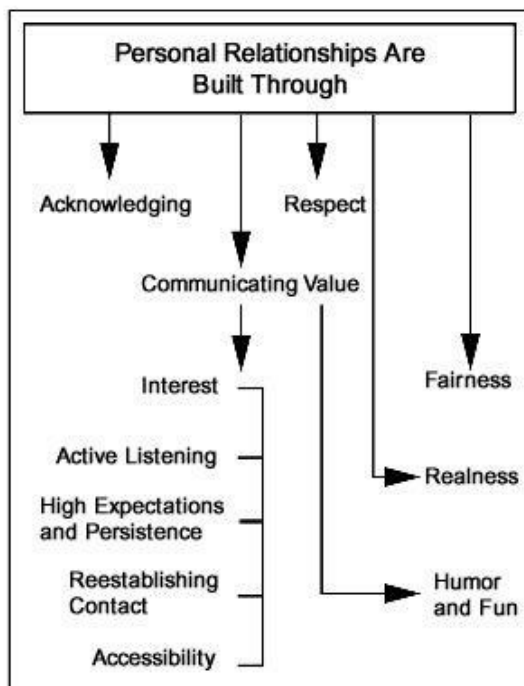 Personal Relationships Are
Built Through
Acknowledging
Respect
Communicating Value
Interest
Fairness
Active Listening
Realness
High Expectations
and Persistence
Reestablishing
Contact
Humor
and Fun
Accessibility